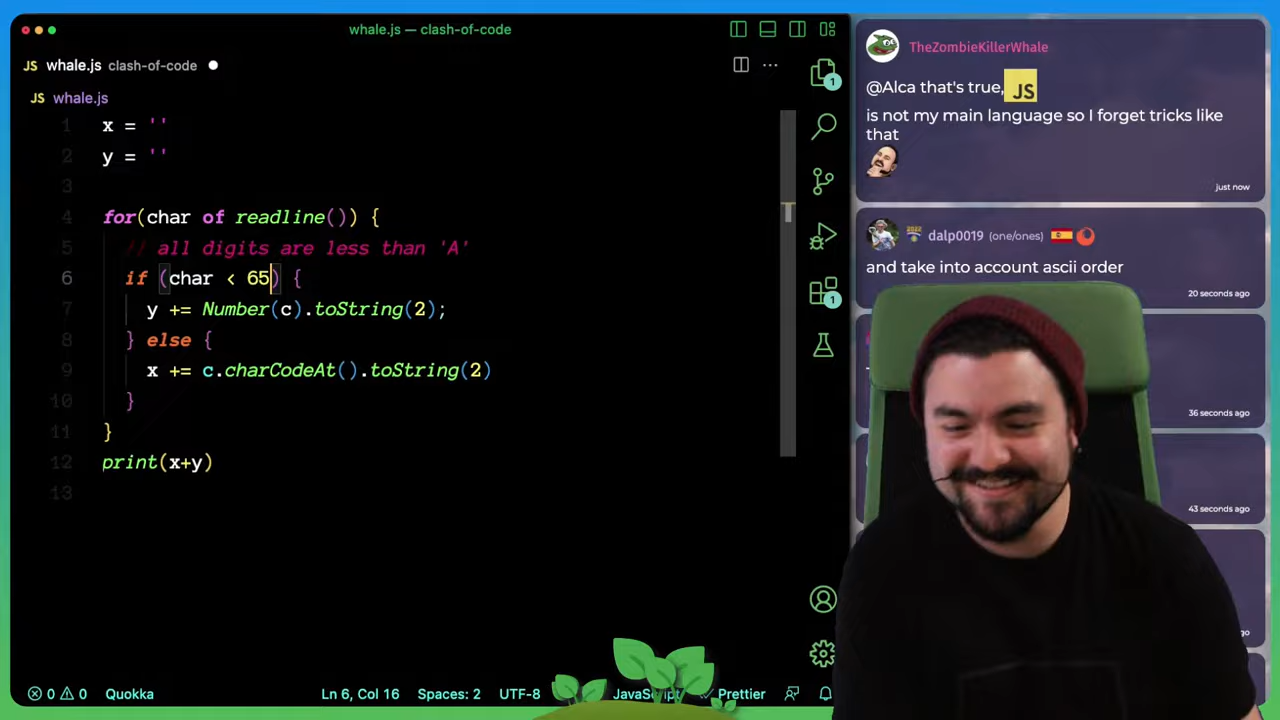 whale.js — clash-of-code
JS whale.js clash-of-code
JS whale.js
1 x = ''
2 y = ''
3
4 for(char of readline()) {
5 // all digits are less than 'A'
6 if (char < 65) {
7 y += Number(c).toString(2);
8 } else {
9 x += c.charCodeAt().toString(2)
10 }
11 }
12 print(x+y)
13
1
1
0 0 Quokka Ln 6, Col 16 Spaces: 2 UTF-8 JavaScript Prettier
TheZombieKillerWhale
@Alca that's true, JS
is not my main language so I forget tricks like
that
just now
2022 dalp0019 (one/ones)
and take into account ascii order
20 seconds ago
36 seconds ago
43 seconds ago